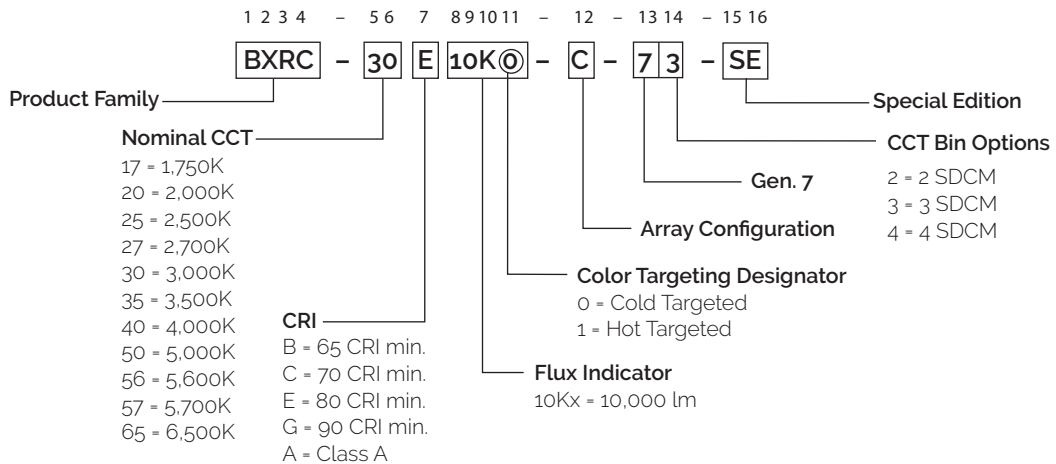 1 2 3 4 – 5 6 7 8 9 10 11 – 12 – 13 14 – 15 16
BXRC – 30 E 10K0 – C – 7 3 – SE
Product Family
Special Edition
Nominal CCT
17 = 1,750K
20 = 2,000K
25 = 2,500K
27 = 2,700K
30 = 3,000K
35 = 3,500K
40 = 4,000K
50 = 5,000K
56 = 5,600K
57 = 5,700K
65 = 6,500K
CRI
B = 65 CRI min.
C = 70 CRI min.
E = 80 CRI min.
G = 90 CRI min.
A = Class A
Flux Indicator
10Kx = 10,000 lm
Color Targeting Designator
0 = Cold Targeted
1 = Hot Targeted
Array Configuration
Gen. 7
CCT Bin Options
2 = 2 SDCM
3 = 3 SDCM
4 = 4 SDCM